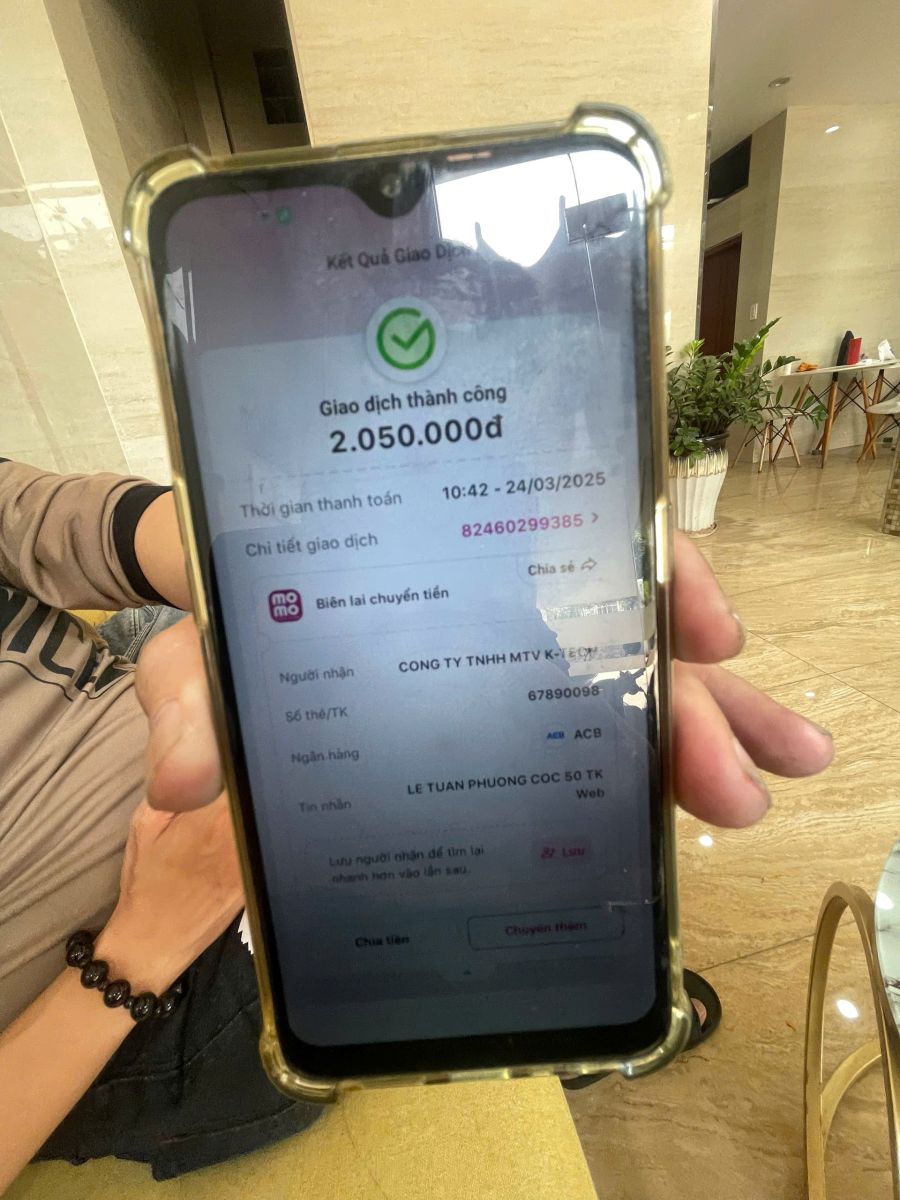 Kết Quả Giao Dịch
Giao dịch thành công
2.050.000đ
Thời gian thanh toán 10:42 - 24/03/2025
Chi tiết giao dịch 82460299385 >
Chia sẻ
mo mo Biên lai chuyển tiền
Người nhận CONG TY TNHH MTV K-TECH
Số thẻ/TK 67890098
Ngân hàng ACB ACB
Tin nhắn LE TUAN PHUONG COC 50 TK
Web
Lưu người nhận để tìm lại
nhanh hơn vào lần sau.
Lưu
Chia tiền Chuyển thêm